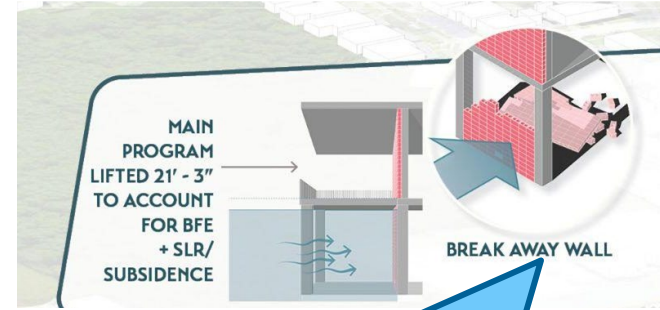 MAIN
PROGRAM
LIFTED 21' - 3"
TO ACCOUNT
FOR BFE
+ SLR/
SUBSIDENCE
BREAK AWAY WALL